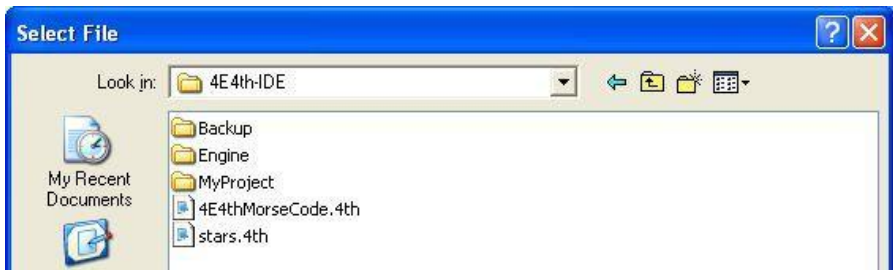 Select File
Look in: 4E4th-IDE
Backup
Engine
MyProject
4E4thMorseCode.4th
stars.4th
My Recent
Documents